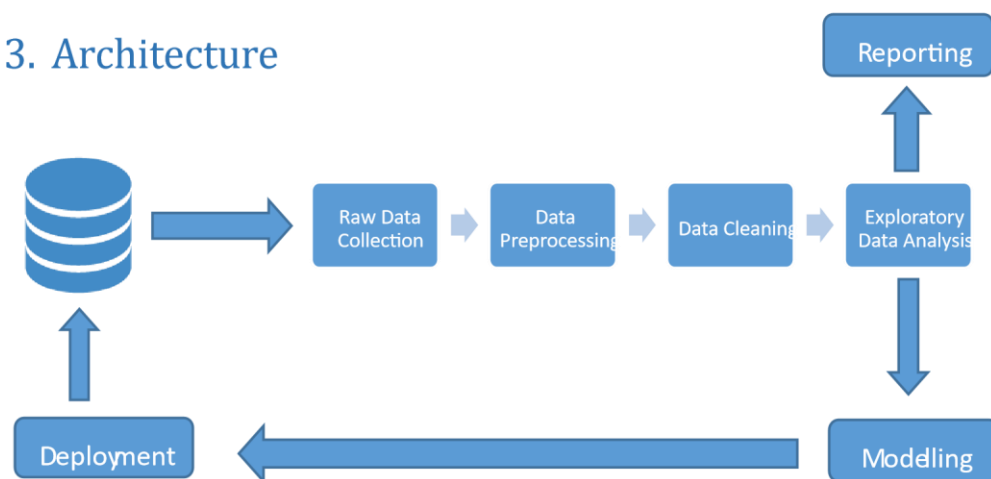 3. Architecture
Reporting
Raw Data
Collection
Data
Preprocessing
Data Cleaning
Exploratory
Data Analysis
Deployment
Modelling